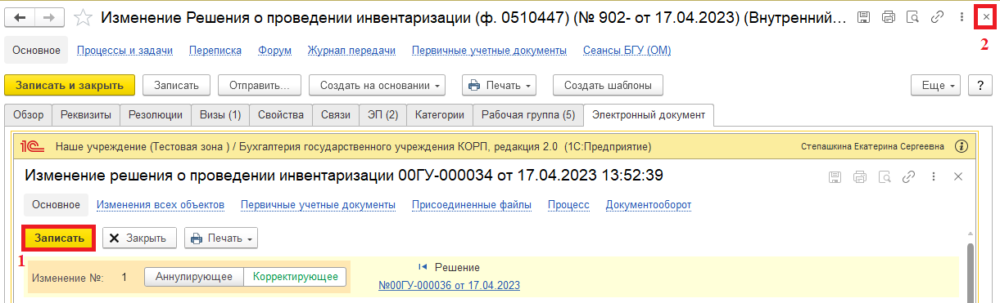 Изменение Решения о проведении инвентаризации (ф. 0510447) (№ 902- от 17.04.2023) (Внутренний...
2
Основное Процессы и задачи Переписка Форум Журнал передачи Первичные учетные документы Сеансы БГУ (ОМ)
Записать и закрыть Записать Отправить... Создать на основании Печать Создать шаблоны Еще ?
Обзор Реквизиты Резолюции Визы (1) Свойства Связи ЭП (2) Категории Рабочая группа (5) Электронный документ
1С Наше учреждение (Тестовая зона ) / Бухгалтерия государственного учреждения КОРП, редакция 2.0 (1С:Предприятие) Степашкина Екатерина Сергеевна
Изменение решения о проведении инвентаризации 00ГУ-000034 от 17.04.2023 13:52:39
Основное Изменения всех объектов Первичные учетные документы Присоединенные файлы Процесс Документооборот
Записать Закрыть Печать
1
Решение
Изменение №: 1 Аннулирующее Корректирующее
№00ГУ-000036 от 17.04.2023